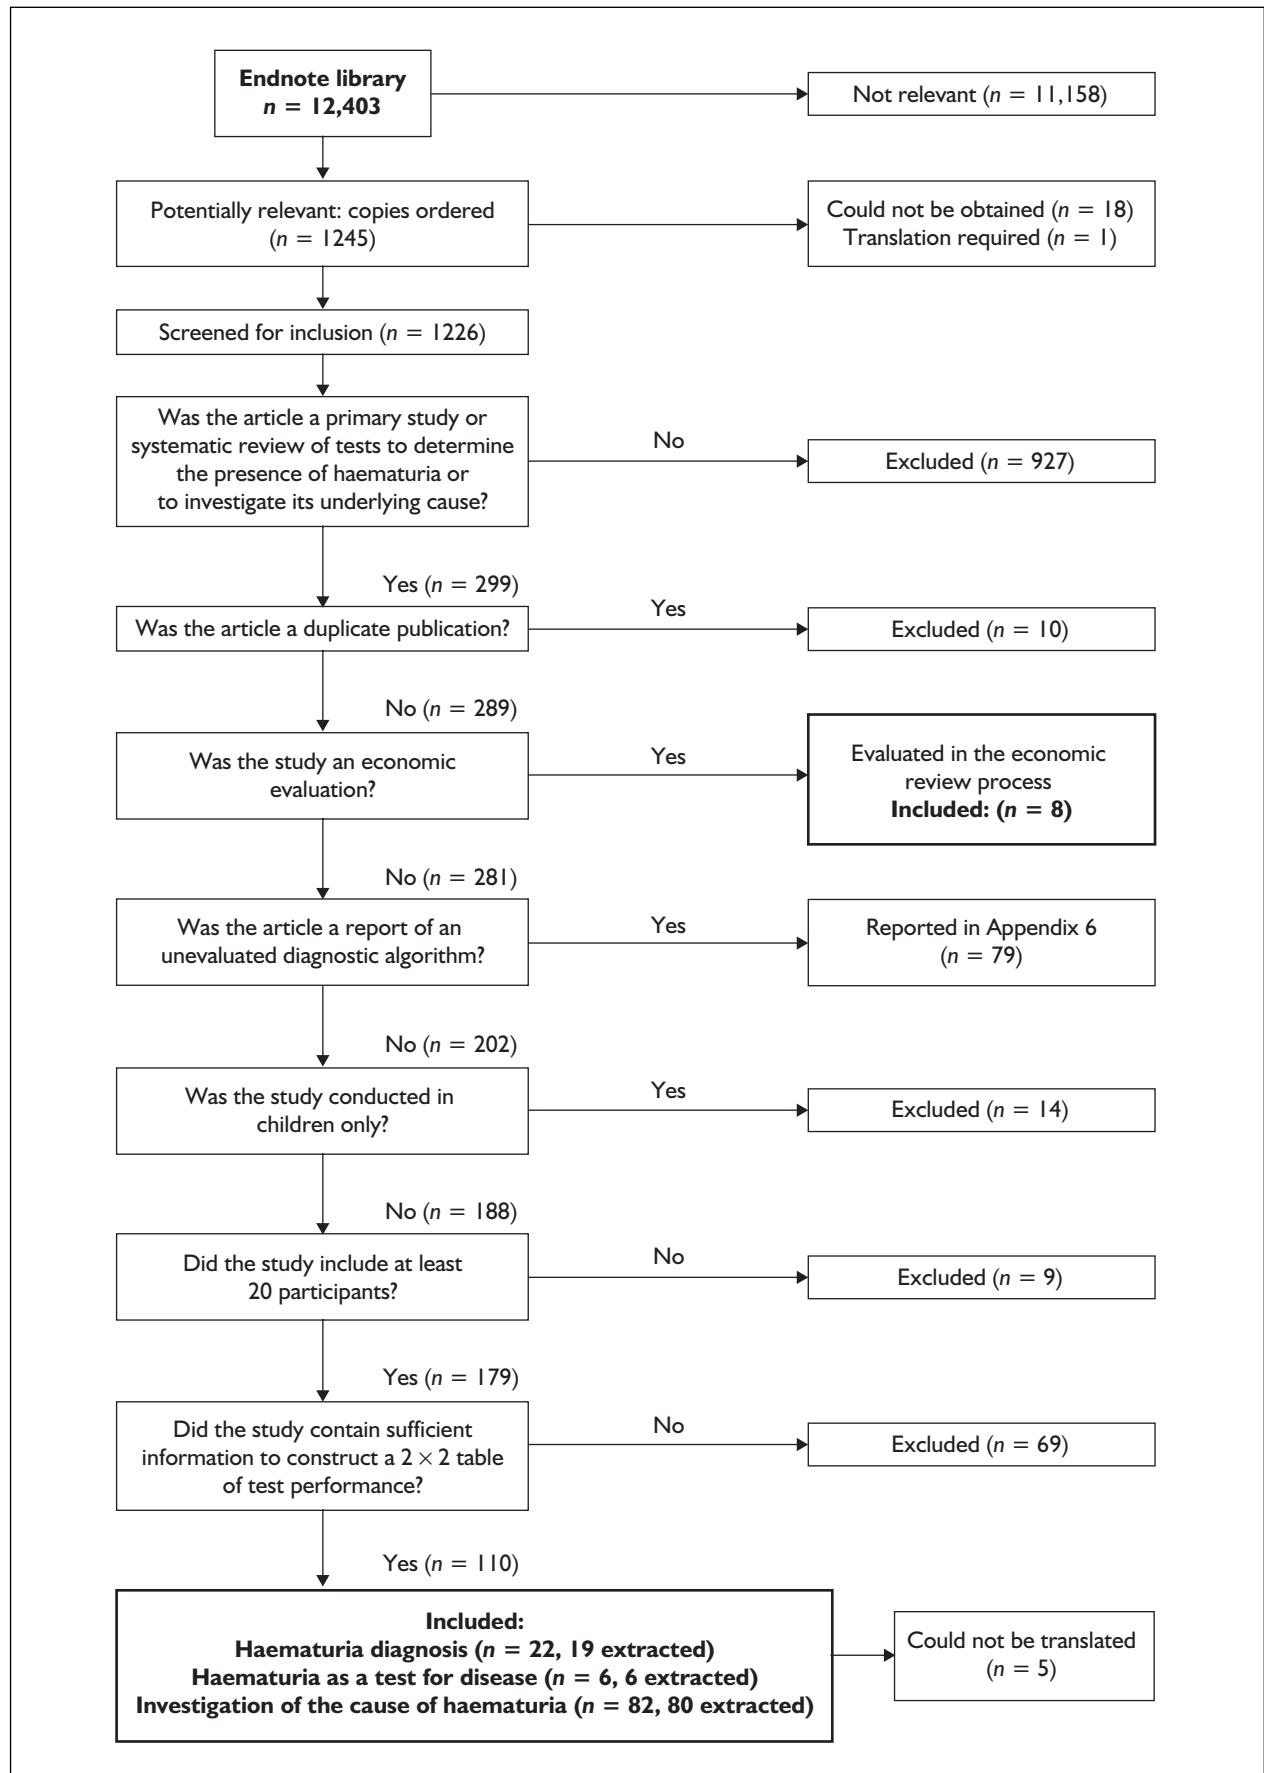 Endnote library
n = 12,403
Not relevant (n = 11,158)
Potentially relevant: copies ordered
(n = 1245)
Could not be obtained (n = 18)
Translation required (n = 1)
Screened for inclusion (n = 1226)
Was the article a primary study or
systematic review of tests to determine
the presence of haematuria or
to investigate its underlying cause?
No
Excluded (n = 927)
Yes (n = 299)
Was the article a duplicate publication?
Yes
Excluded (n = 10)
No (n = 289)
Was the study an economic
evaluation?
Yes
Evaluated in the economic
review process
Included: (n = 8)
No (n = 281)
Was the article a report of an
unevaluated diagnostic algorithm?
Yes
Reported in Appendix 6
(n = 79)
No (n = 202)
Was the study conducted in
children only?
Yes
Excluded (n = 14)
No (n = 188)
Did the study include at least
20 participants?
No
Excluded (n = 9)
Yes (n = 179)
Did the study contain sufficient
information to construct a 2 × 2 table
of test performance?
No
Excluded (n = 69)
Yes (n = 110)
Included:
Haematuria diagnosis (n = 22, 19 extracted)
Haematuria as a test for disease (n = 6, 6 extracted)
Investigation of the cause of haematuria (n = 82, 80 extracted)
Could not be translated
(n = 5)